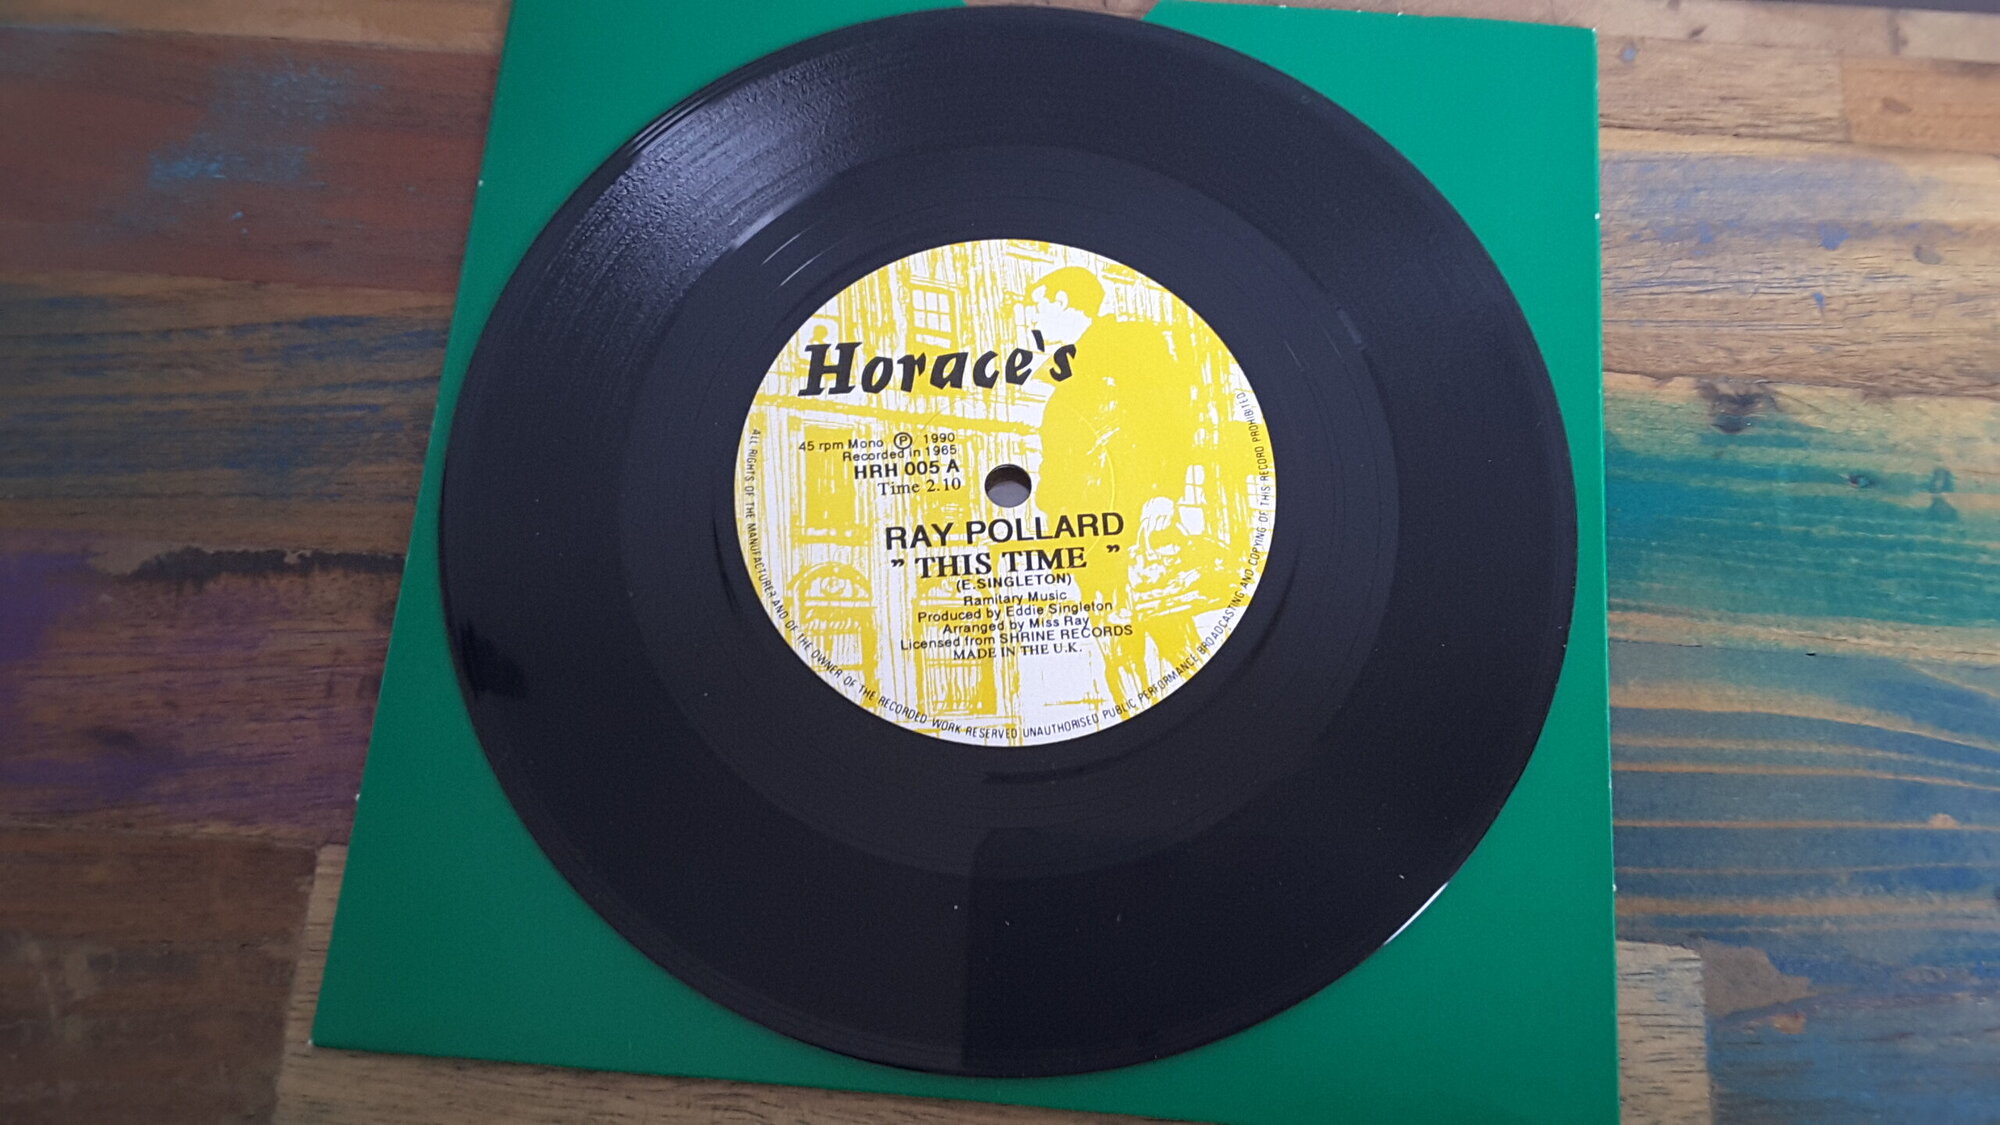 Horace's
45 rpm Mono Ⓟ 1990
Recorded in 1965
HRH 005 A
Time 2.10
RAY POLLARD
" THIS TIME "
(E.SINGLETON)
Ramitary Music
Produced by Eddie Singleton
Arranged by Miss Ray
Licensed from SHRINE RECORDS
MADE IN THE U.K.
ALL RIGHTS OF THE MANUFACTURER AND OF THE OWNER OF THE RECORDED WORK RESERVED UNAUTHORISED PUBLIC PERFORMANCE BROADCASTING AND COPYING OF THIS RECORD PROHIBITED.